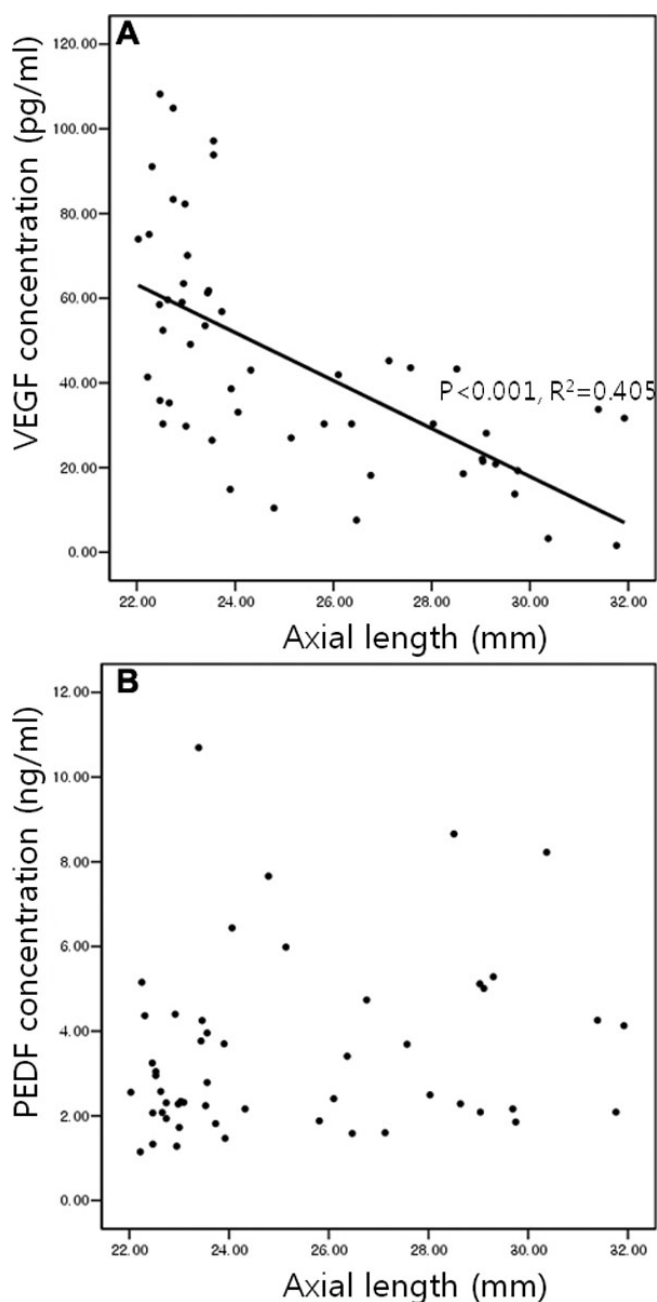 A
VEGF concentration (pg/ml)
120.00
100.00
80.00
60.00
40.00
20.00
0.00
P<0.001, R²=0.405
22.00 24.00 26.00 28.00 30.00 32.00
Axial length (mm)
B
PEDF concentration (ng/ml)
12.00
10.00
8.00
6.00
4.00
2.00
0.00
22.00 24.00 26.00 28.00 30.00 32.00
Axial length (mm)